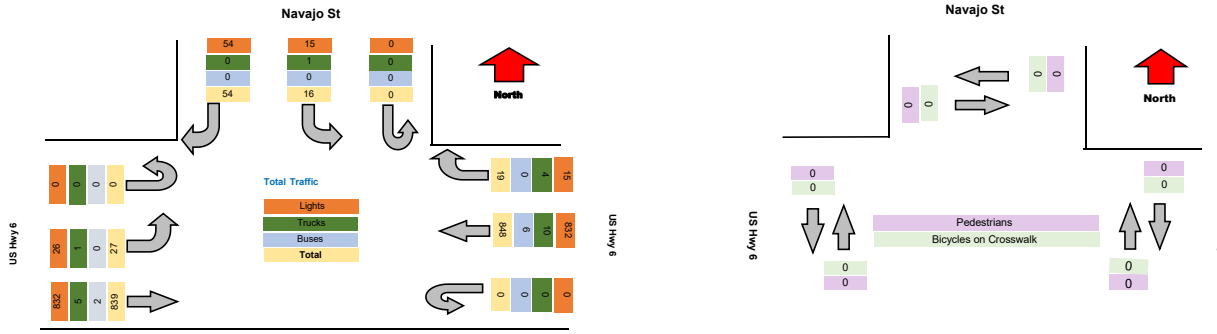 Navajo St
54 15 0
0 1 0
0 0 0
54 16 0
North
US Hwy 6
0 0 0 0
26 1 0 27
832 5 2 839
Total Traffic
Lights
Trucks
Buses
Total
19 0 4 15
848 6 10 832
0 0 0 0
US Hwy 6
Navajo St
0 0
0 0
North
0
0
0
0
US Hwy 6
Pedestrians
Bicycles on Crosswalk
0
0
0
0